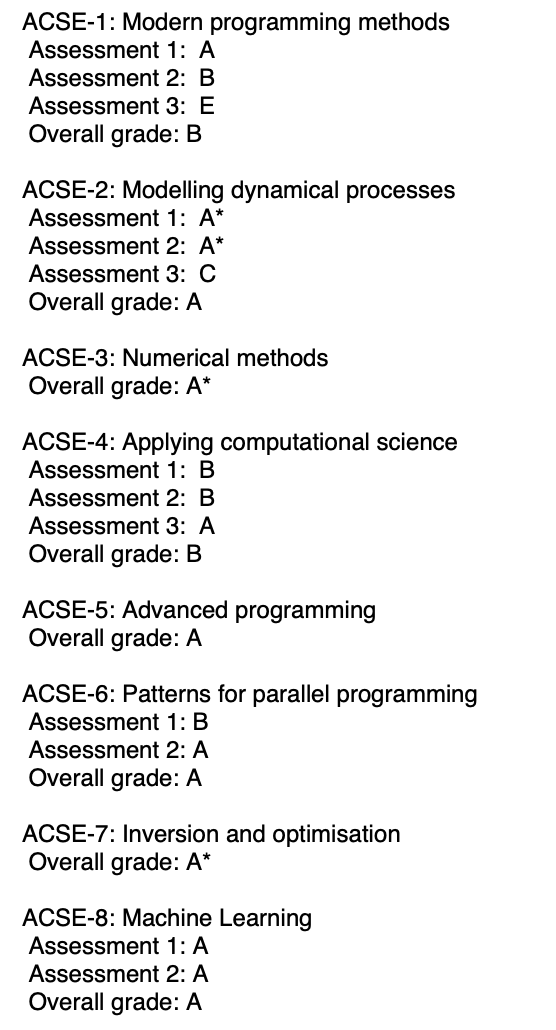 ACSE-1: Modern programming methods
Assessment 1: A
Assessment 2: B
Assessment 3: E
Overall grade: B
ACSE-2: Modelling dynamical processes
Assessment 1: A*
Assessment 2: A*
Assessment 3: C
Overall grade: A
ACSE-3: Numerical methods
Overall grade: A*
ACSE-4: Applying computational science
Assessment 1: B
Assessment 2: B
Assessment 3: A
Overall grade: B
ACSE-5: Advanced programming
Overall grade: A
ACSE-6: Patterns for parallel programming
Assessment 1: B
Assessment 2: A
Overall grade: A
ACSE-7: Inversion and optimisation
Overall grade: A*
ACSE-8: Machine Learning
Assessment 1: A
Assessment 2: A
Overall grade: A